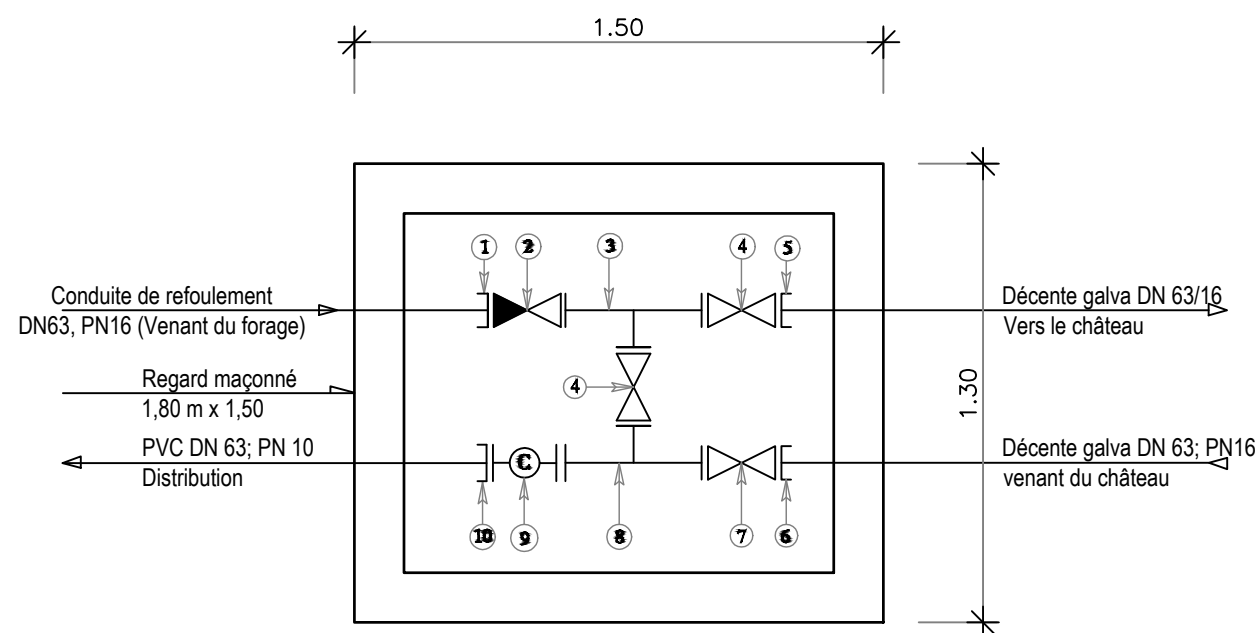 1.50
1
2
3
4
5
Conduite de refoulement
DN63, PN16 (Venant du forage)
Décente galva DN 63/16
Vers le château
Regard maçonné
1,80 m x 1,50
4
1.30
PVC DN 63; PN 10
Distribution
C
Décente galva DN 63; PN16
venant du château
10
9
8
7
6